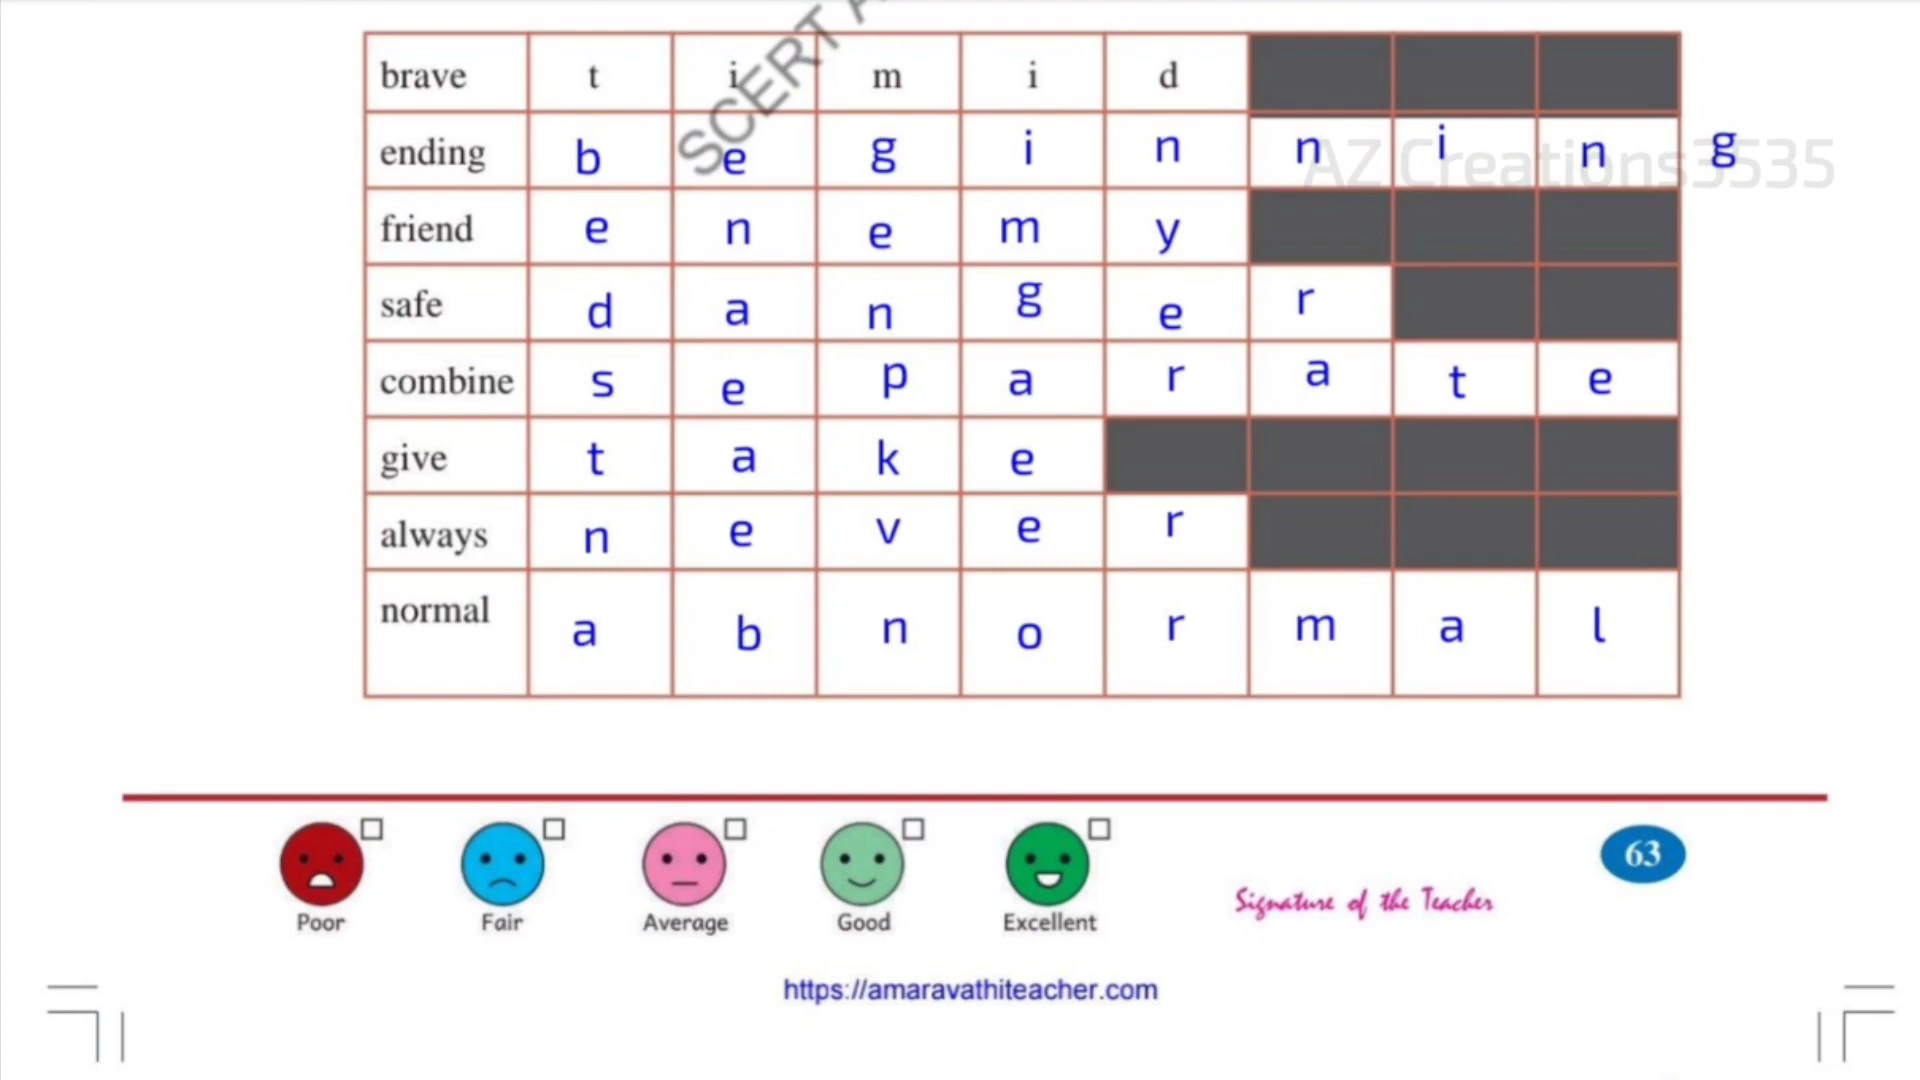 brave t i m i d
ending b e g i n n i n g
friend e n e m y
safe d a n g e r
combine s e p a r a t e
give t a k e
always n e v e r
normal a b n o r m a l
SCERT A
AZ Creations3535
Poor Fair Average Good Excellent
Signature of the Teacher
63
https://amaravathiteacher.com